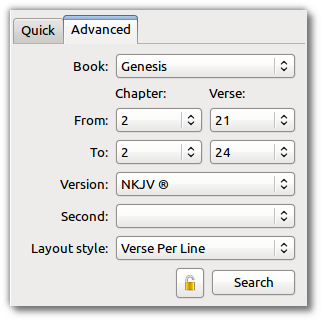 Quick Advanced
Book: Genesis
Chapter: Verse:
From: 2 21
To: 2 24
Version: NKJV ®
Second:
Layout style: Verse Per Line
Search